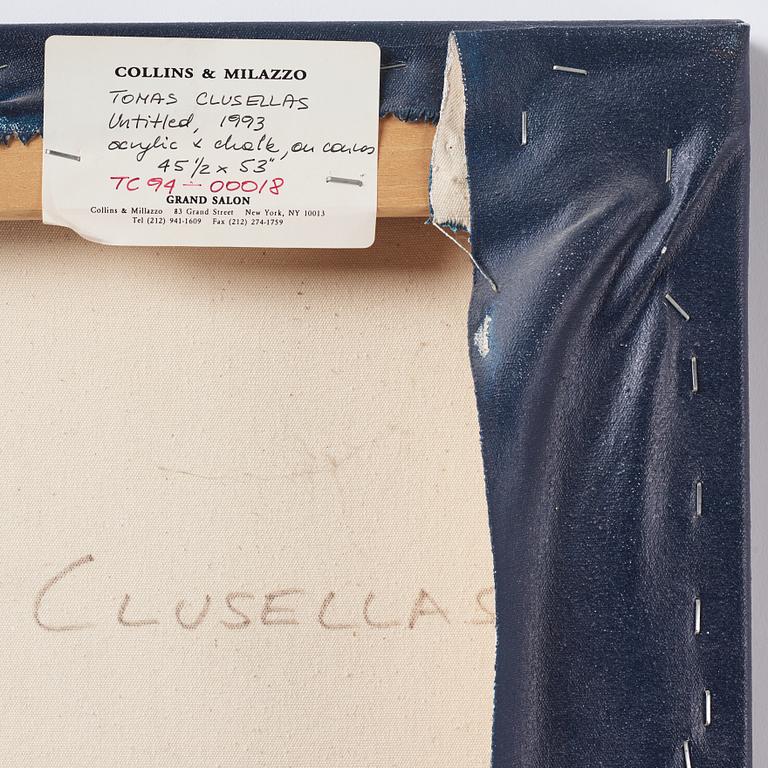 COLLINS & MILAZZO
TOMAS CLUSELLAS
Untitled, 1993
acrylic & chalk, on canvas
45 1/2 x 53"
TC 94 – 00018
GRAND SALON
Collins & Milazzo 83 Grand Street New York, NY 10013
Tel (212) 941-1609 Fax (212) 274-1759
CLUSELLAS